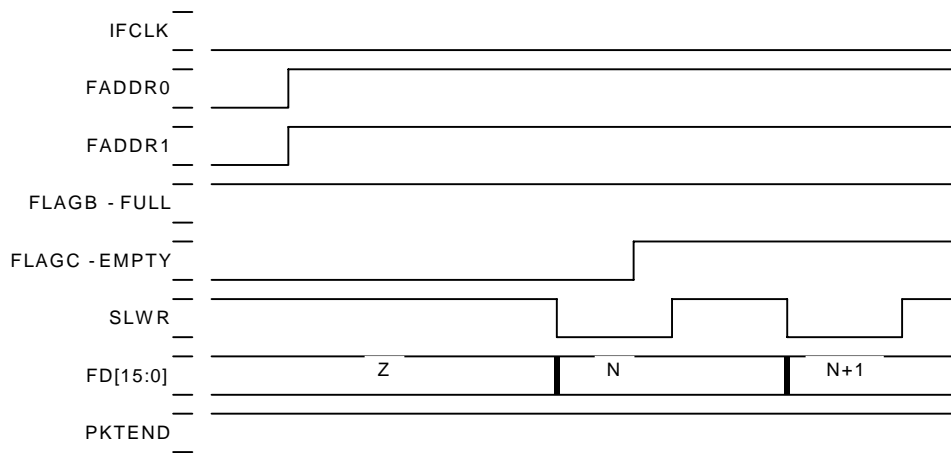 IFCLK
FADDR0
FADDR1
FLAGB - FULL
FLAGC - EMPTY
SLWR
FD[15:0] Z N N+1
PKTEND